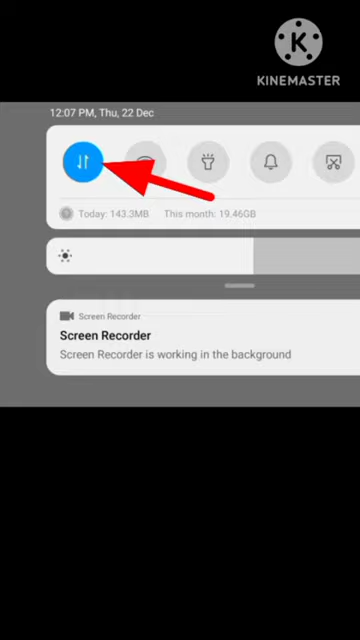 K
KINEMASTER
12:07 PM, Thu, 22 Dec
Today: 143.3MB This month: 19.46GB
Screen Recorder
Screen Recorder
Screen Recorder is working in the background